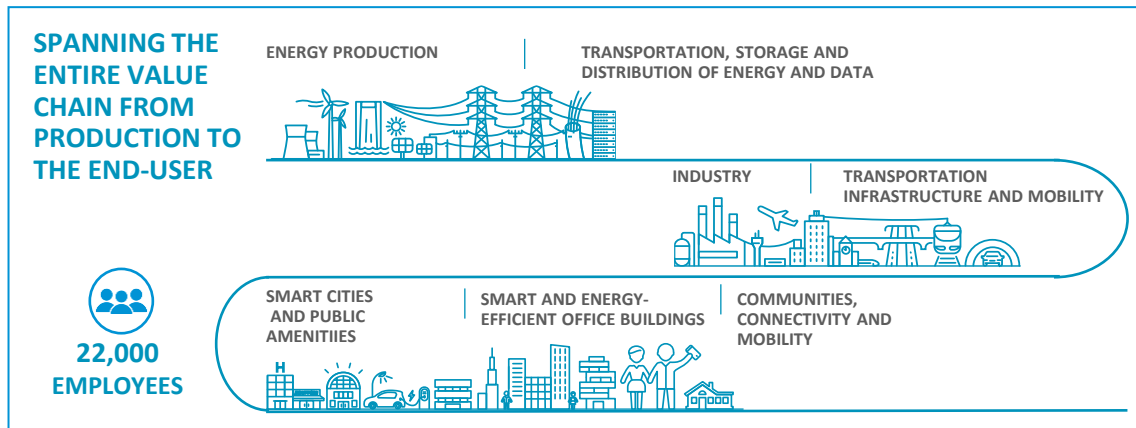 SPANNING THE
ENTIRE VALUE
CHAIN FROM
PRODUCTION TO
THE END-USER
ENERGY PRODUCTION
TRANSPORTATION, STORAGE AND
DISTRIBUTION OF ENERGY AND DATA
INDUSTRY
TRANSPORTATION
INFRASTRUCTURE AND MOBILITY
SMART CITIES
AND PUBLIC
AMENITIIES
SMART AND ENERGY-
EFFICIENT OFFICE BUILDINGS
COMMUNITIES,
CONNECTIVITY AND
MOBILITY
H
22,000
EMPLOYEES